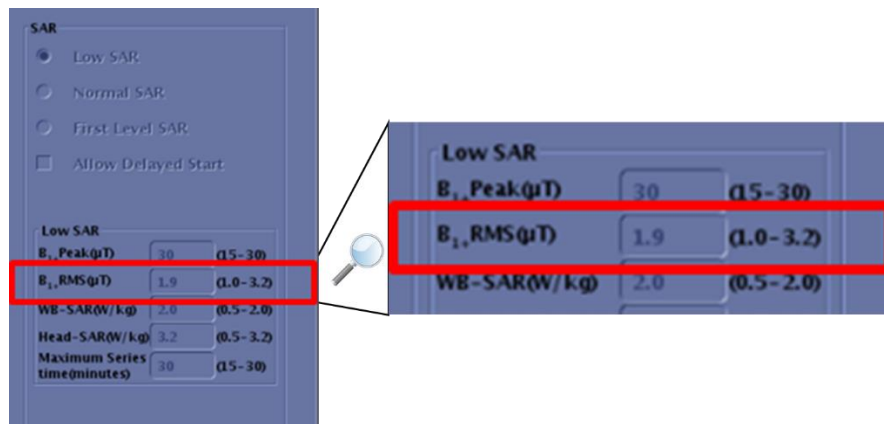 SAR
Low SAR
Normal SAR
First Level SAR
Allow Delayed Start
Low SAR
B₁₊Peak(μT) 30 (15-30)
B₁₊RMS(μT) 1.9 (1.0-3.2)
WB-SAR(W/kg) 2.0 (0.5-2.0)
Head-SAR(W/kg) 3.2 (0.5-3.2)
Maximum Series
time(minutes) 30 (15-30)
Low SAR
B₁₊Peak(μT) 30 (15-30)
B₁₊RMS(μT) 1.9 (1.0-3.2)
WB-SAR(W/kg) 2.0 (0.5-2.0)